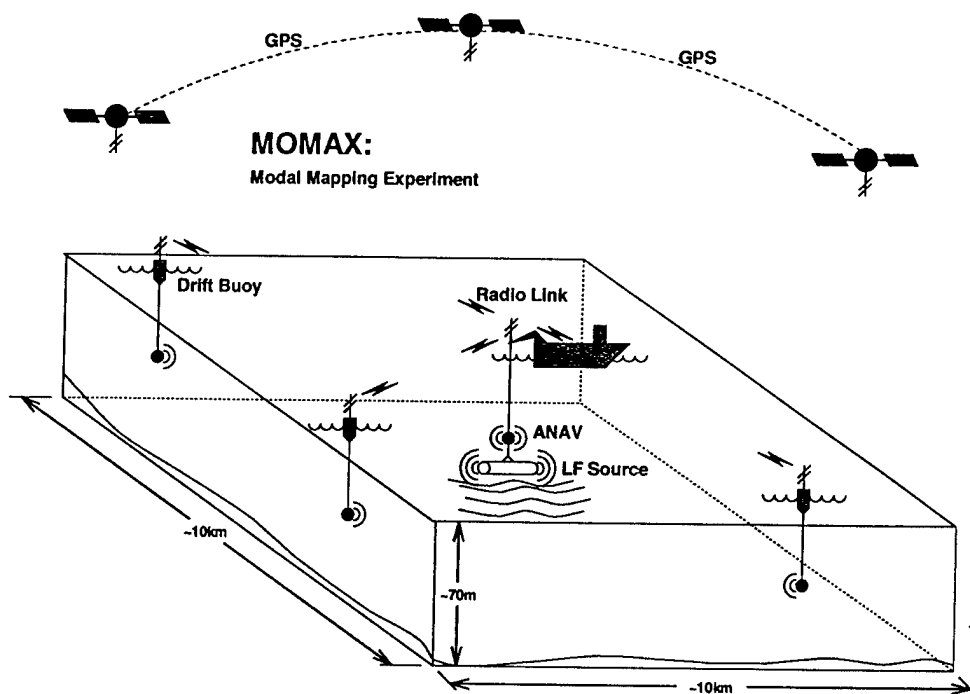 GPS
GPS
MOMAX:
Modal Mapping Experiment
Drift Buoy
Radio Link
ANAV
LF Source
~10km
~70m
~10km